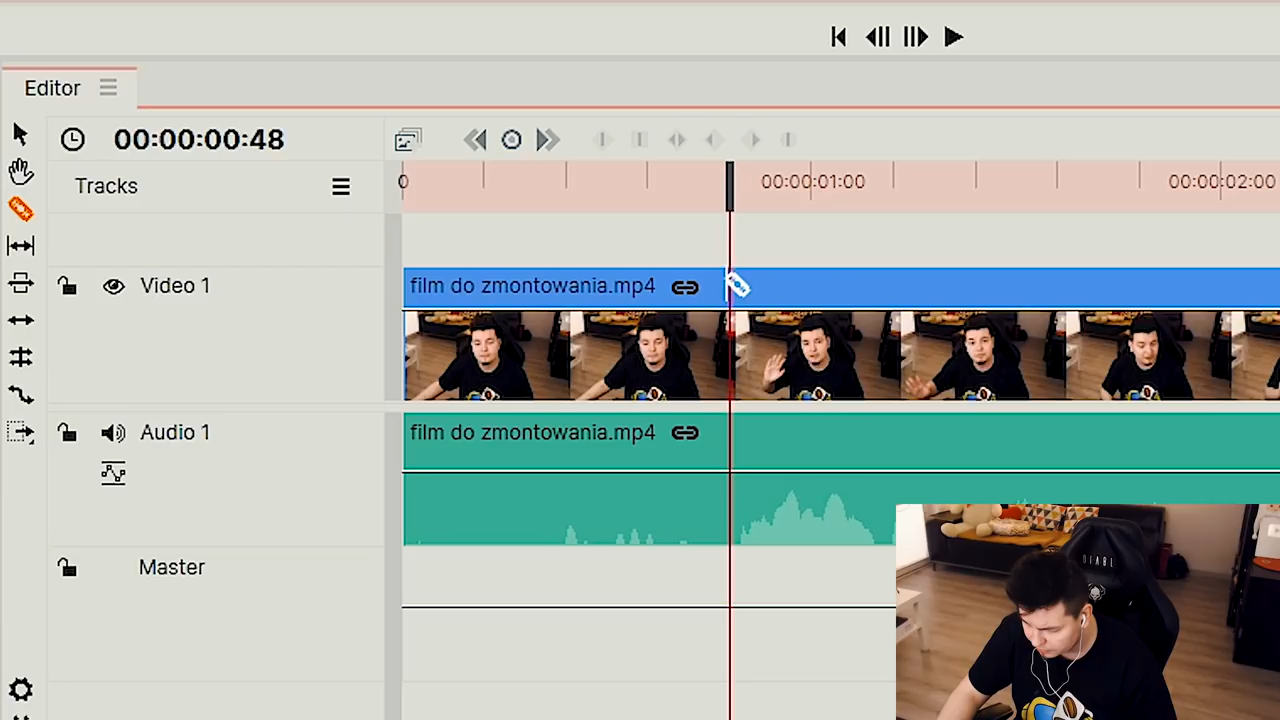 Editor
00:00:00:48
Tracks
0
00:00:01:00
00:00:02:00
Video 1
film do zmontowania.mp4
Audio 1
film do zmontowania.mp4
Master
DIABL